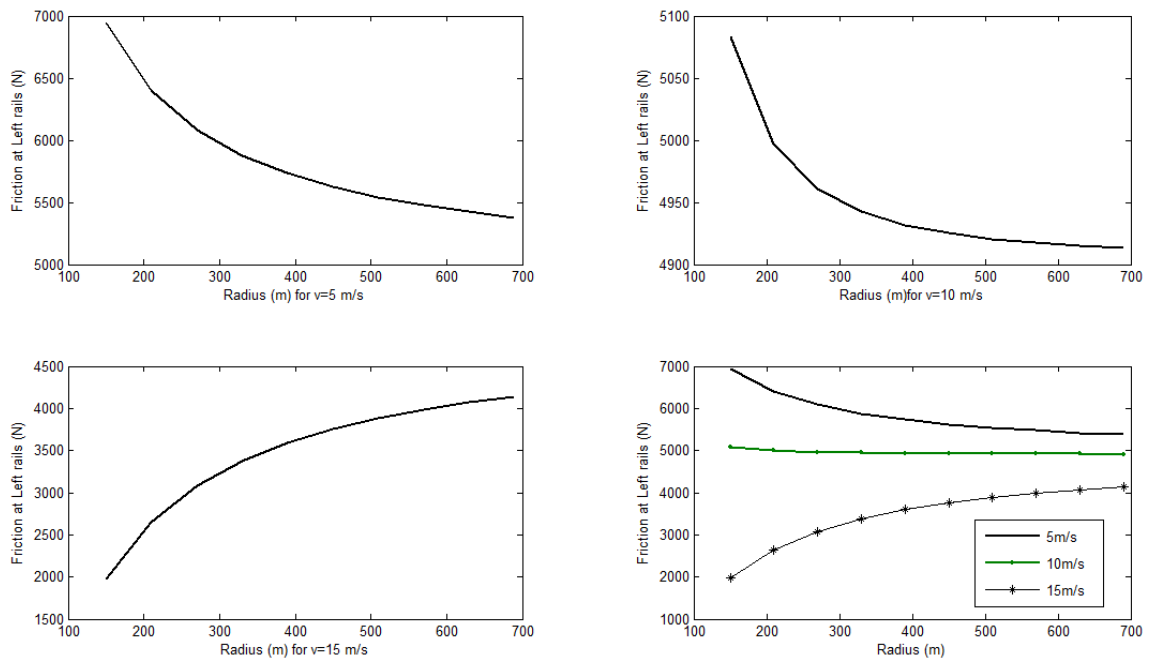 7000
6500
6000
5500
5000
Friction at Left rails (N)
100 200 300 400 500 600 700
Radius (m) for v=5 m/s
5100
5050
5000
4950
4900
Friction at Left rails (N)
100 200 300 400 500 600 700
Radius (m)for v=10 m/s
4500
4000
3500
3000
2500
2000
1500
Friction at Left rails (N)
100 200 300 400 500 600 700
Radius (m) for v=15 m/s
7000
6000
5000
4000
3000
2000
1000
Friction at Left rails (N)
5m/s
10m/s
15m/s
100 200 300 400 500 600 700
Radius (m)